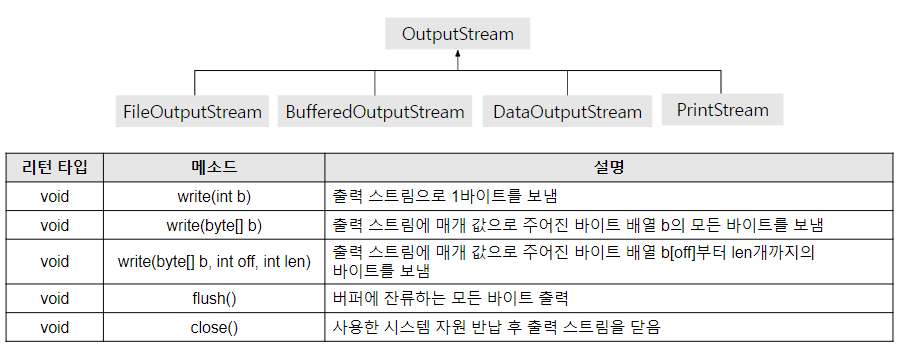 OutputStream
FileOutputStream BufferedOutputStream DataOutputStream PrintStream
리턴 타입 메소드 설명
void write(int b) 출력 스트림으로 1바이트를 보냄
void write(byte[] b) 출력 스트림에 매개 값으로 주어진 바이트 배열 b의 모든 바이트를 보냄
void write(byte[] b, int off, int len) 출력 스트림에 매개 값으로 주어진 바이트 배열 b[off]부터 len개까지의
바이트를 보냄
void flush() 버퍼에 잔류하는 모든 바이트 출력
void close() 사용한 시스템 자원 반납 후 출력 스트림을 닫음